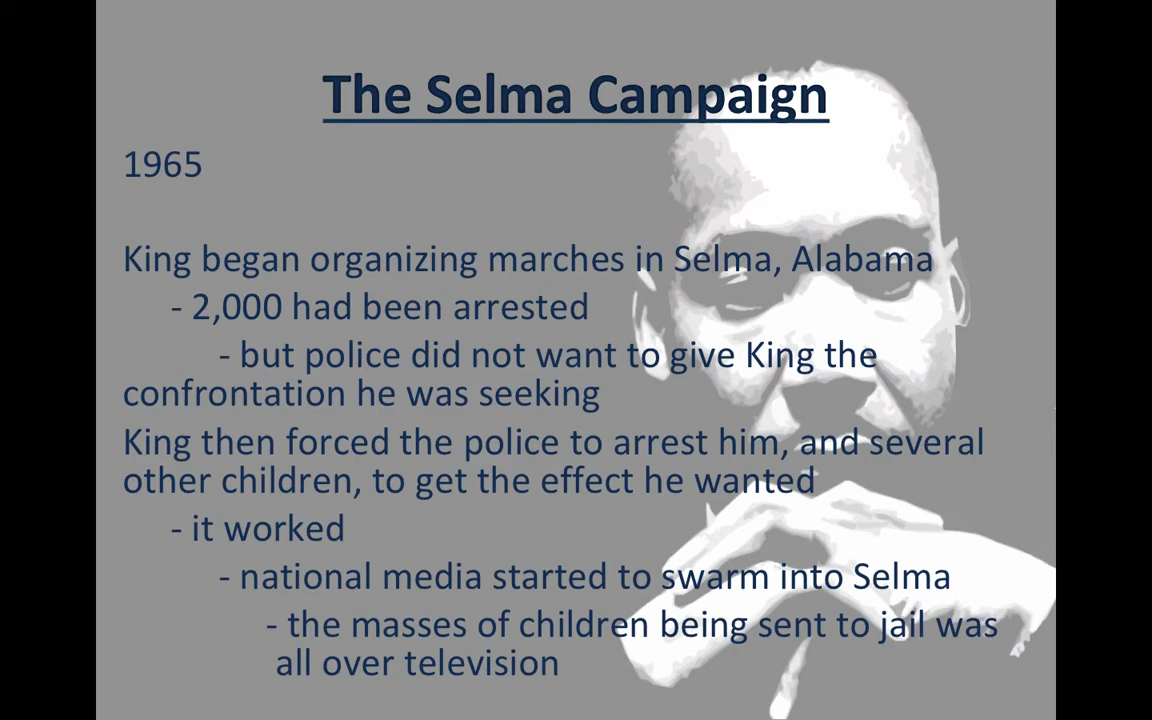 The Selma Campaign
1965
King began organizing marches in Selma, Alabama
- 2,000 had been arrested
- but police did not want to give King the
confrontation he was seeking
King then forced the police to arrest him, and several
other children, to get the effect he wanted
- it worked
- national media started to swarm into Selma
- the masses of children being sent to jail was
all over television